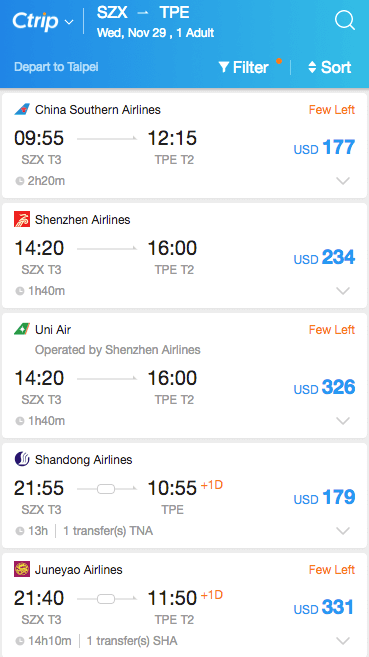 Ctrip
SZX TPE
Wed, Nov 29 , 1 Adult
Depart to Taipei
Filter
Sort
China Southern Airlines
Few Left
09:55 12:15
USD 177
SZX T3 TPE T2
2h20m
Shenzhen Airlines
14:20 16:00
USD 234
SZX T3 TPE T2
1h40m
Uni Air
Few Left
Operated by Shenzhen Airlines
14:20 16:00
USD 326
SZX T3 TPE T2
1h40m
Shandong Airlines
21:55 10:55 +1D
USD 179
SZX T3 TPE
13h 1 transfer(s) TNA
Juneyao Airlines
Few Left
21:40 11:50 +1D
USD 331
SZX T3 TPE T2
14h10m 1 transfer(s) SHA